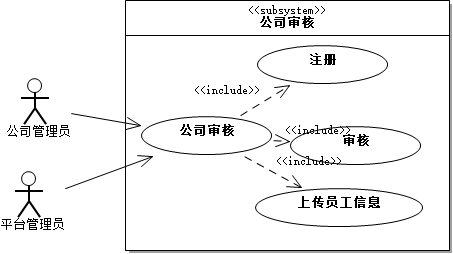 <<subsystem>>
公司审核
注册
<<include>>
公司管理员
公司审核
<<include>>
审核
<<include>>
平台管理员
上传员工信息